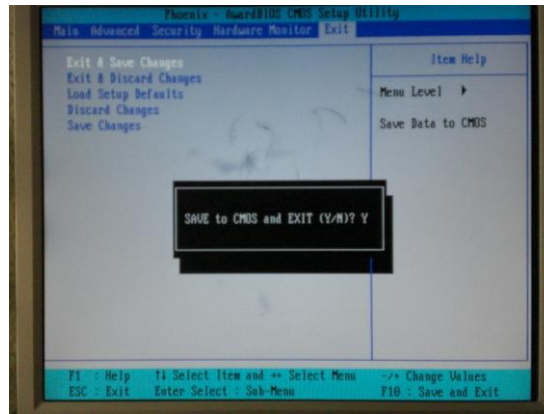 Phoenix - AwardBIOS CMOS Setup Utility
Main Advanced Security Hardware Monitor Exit
Exit & Save Changes
Exit & Discard Changes
Load Setup Defaults
Discard Changes
Save Changes
Item Help
Menu Level
Save Data to CMOS
SAVE to CMOS and EXIT (Y/N)? Y
F1 : Help ↑↓ Select Item and ↔ Select Menu -/+ Change Values
ESC : Exit Enter Select : Sub-Menu F10 : Save and Exit